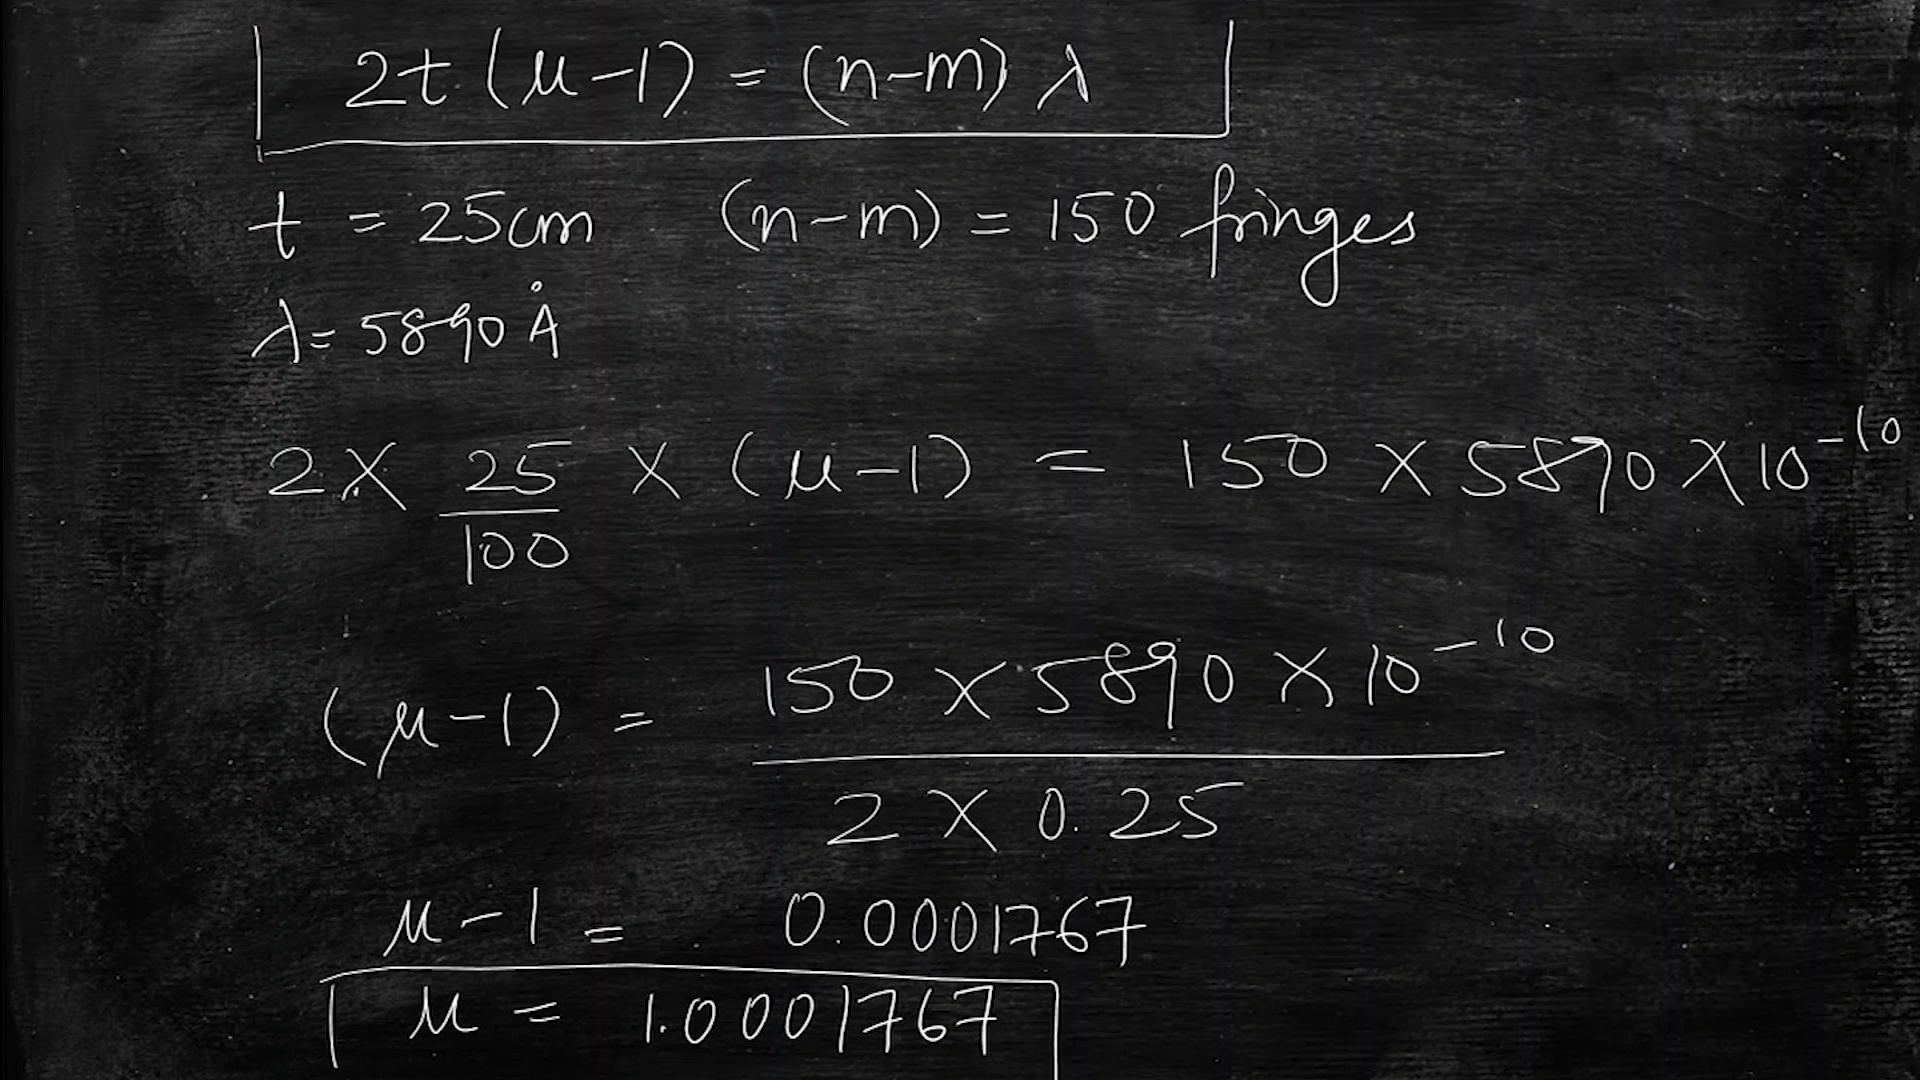 2t (μ-1) = (n-m) λ
t = 25cm (n-m) = 150 fringes
λ = 5890 Å
2 × 25/100 × (μ-1) = 150 × 5890 × 10⁻¹⁰
(μ-1) = 150 × 5890 × 10⁻¹⁰ / 2 × 0.25
μ-1 = 0.0001767
μ = 1.0001767